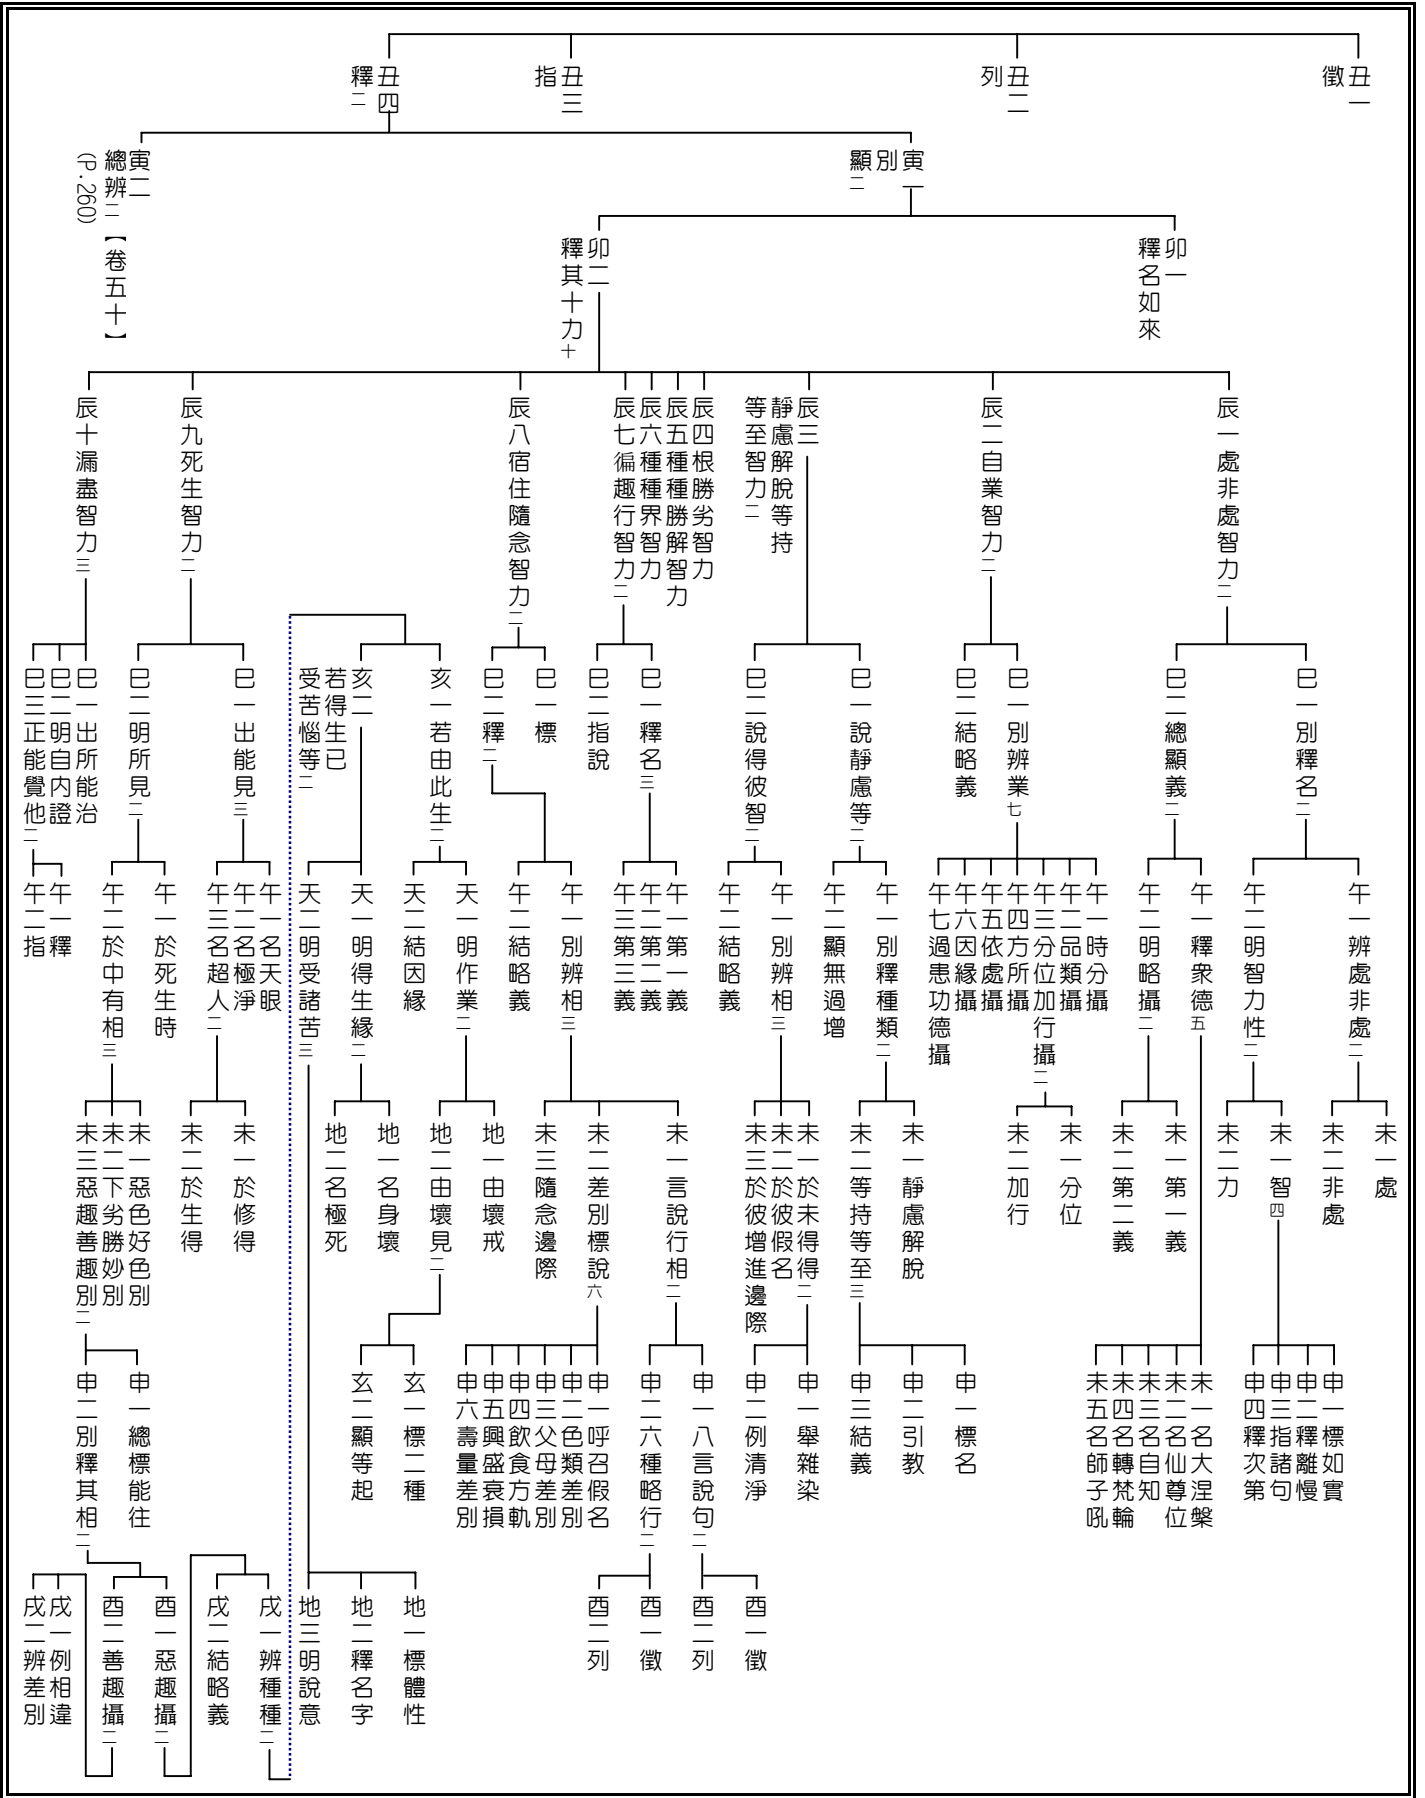 丑一
徵
丑二
列
丑三
指
丑四
釋二
寅一
別
顯二
寅二
總辨二【卷五十】
(P.260)
卯一
釋名如來
卯二
釋其十力十
辰一處非處智力二
辰二自業智力二
辰三
靜慮解脫等持
等至智力二
辰四根勝劣智力
辰五種種勝解智力
辰六種種界智力
辰七徧趣行智力二
辰八宿住隨念智力二
辰九死生智力二
辰十漏盡智力三
巳一別釋名二
巳二總顯義二
巳一別辨業七
巳二結略義
巳一說靜慮等二
巳二說得彼智二
巳一釋名三
巳二指說
巳一標
巳二釋二
亥一若由此生二
亥二
若得生已
受苦惱等二
巳一出能見三
巳二明所見二
巳一出所能治
巳二明自內證
巳三正能覺他二
午一辨處非處二
午二明智力性二
午一釋衆德五
午二明略攝二
午一時分攝
午二品類攝
午三分位加行攝二
午四方所攝
午五依處攝
午六因緣攝
午七過患功德攝
午一別釋種類二
午二顯無過增
午一別辨相三
午二結略義
午一第一義
午二第二義
午三第三義
午一別辨相三
午二結略義
天一明作業二
天二結因緣
天一明得生緣二
天二明受諸苦三
午一名天眼
午二名極淨
午三名超人二
午一於死生時
午二於中有相三
午一釋
午二指
未一處
未二非處
未一智四
未二力
未一第一義
未二第二義
未一分位
未二加行
未一靜慮解脫
未二等持等至三
未一於未得得二
未二於彼假名
未三於彼增進邊際
未一言說行相二
未二差別標說六
未三隨念邊際
地一由壞戒
地二由壞見二
地一名身壞
地二名極死
未一於修得
未二於生得
未一惡色好色別
未二下劣勝妙別
未三惡趣善趣別二
申一標如實
申二釋離慢
申三指諸句
申四釋次第
未一名大涅槃
未二名仙尊位
未三名自知
未四名轉梵輪
未五名師子吼
申一標名
申二引教
申三結義
申一舉雜染
申二例清淨
申一八言說句二
申二六種略行二
申一呼召假名
申二色類差別
申三父母差別
申四飲食方軌
申五興盛衰損
申六壽量差別
玄一標二種
玄二顯等起
申一總標能往
申二別釋其相二
酉一徵
酉二列
酉一徵
酉二列
地一標體性
地二釋名字
地三明說意
戌一辨種種二
戌二結略義
酉一惡趣攝二
酉二善趣攝二
戌一例相違
戌二辨差別